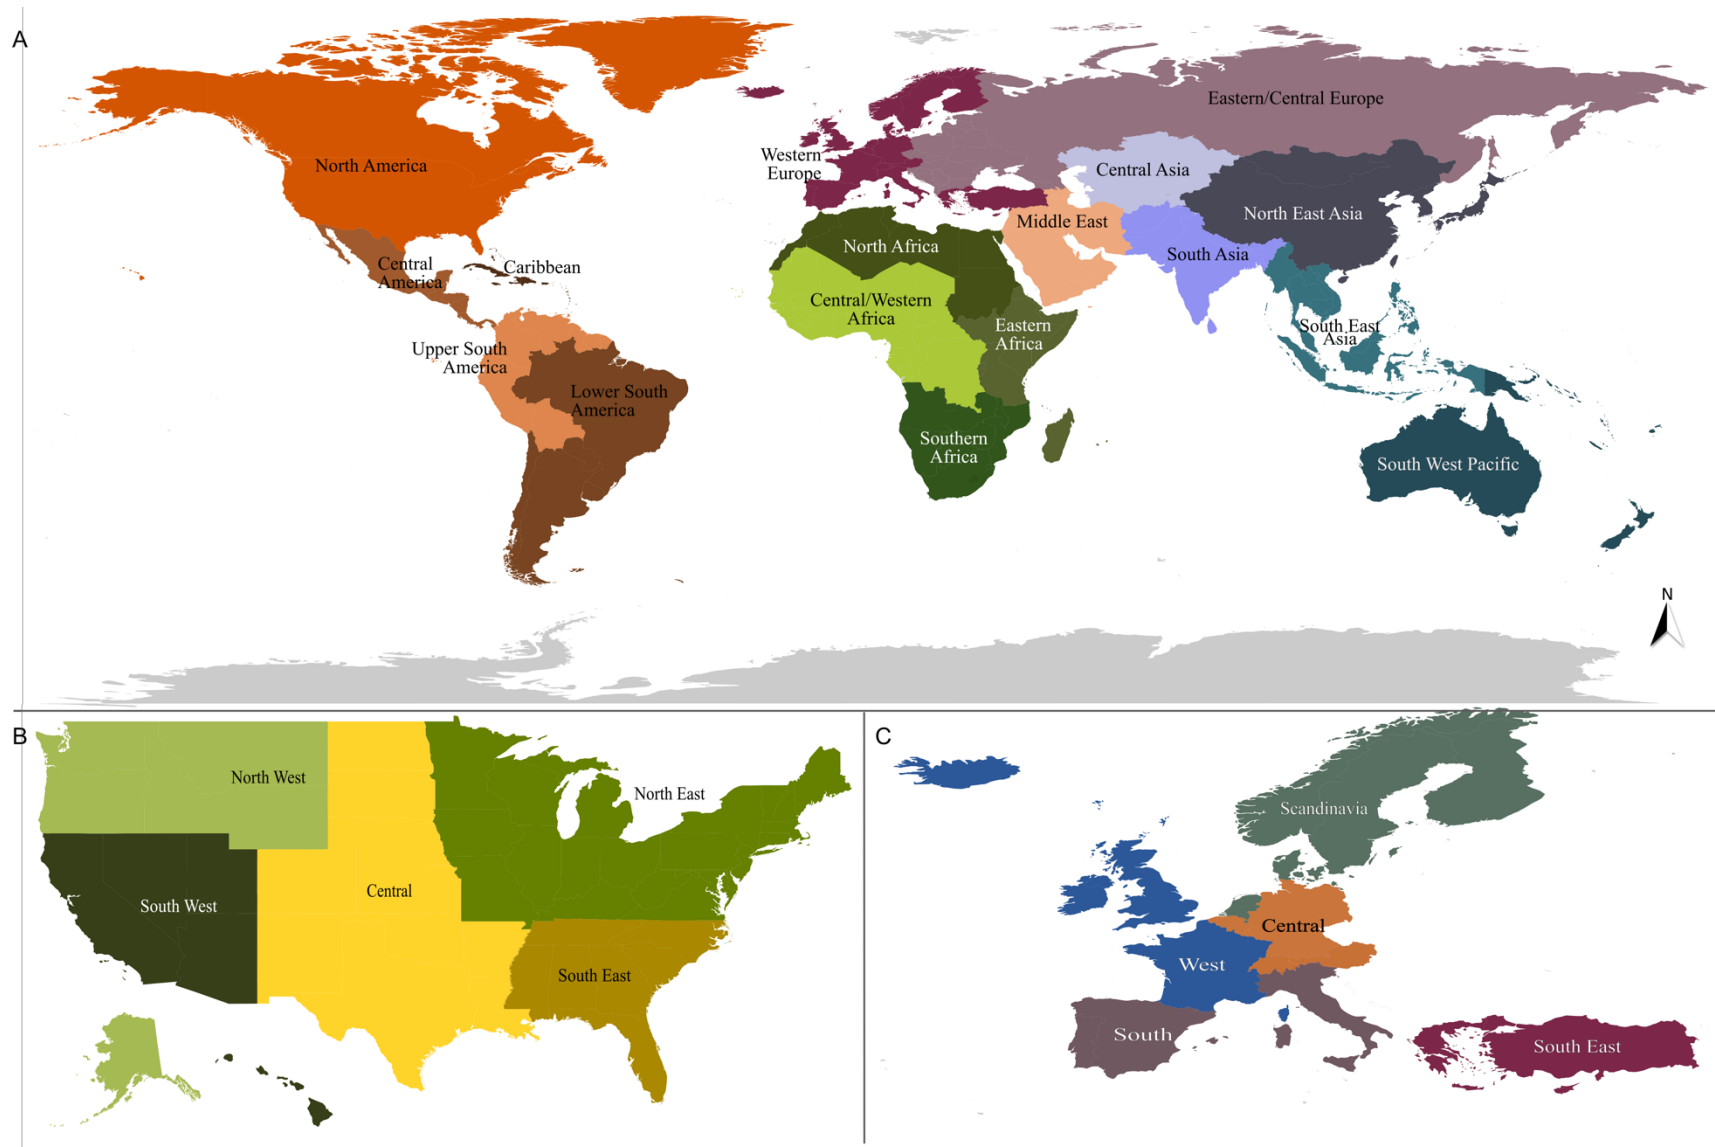 A
Eastern/Central Europe
Western
Europe
North America
Central Asia
North East Asia
Middle East
North Africa
South Asia
Central
America
Caribbean
Central/Western
Africa
Eastern
Africa
South East
Asia
Upper South
America
Lower South
America
Southern
Africa
South West Pacific
N
B
North West
North East
Central
South West
South East
C
Scandinavia
Central
West
South
South East